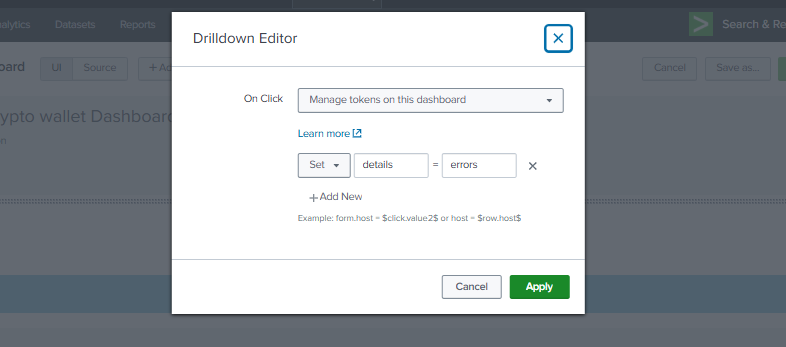 alytics Datasets Reports
Search & Re
oard UI Source + Ad Cancel Save as...
ypto wallet Dashboard
n
Drilldown Editor
On Click Manage tokens on this dashboard
Learn more
Set details = errors
+ Add New
Example: form.host = $click.value2$ or host = $row.host$
Cancel Apply